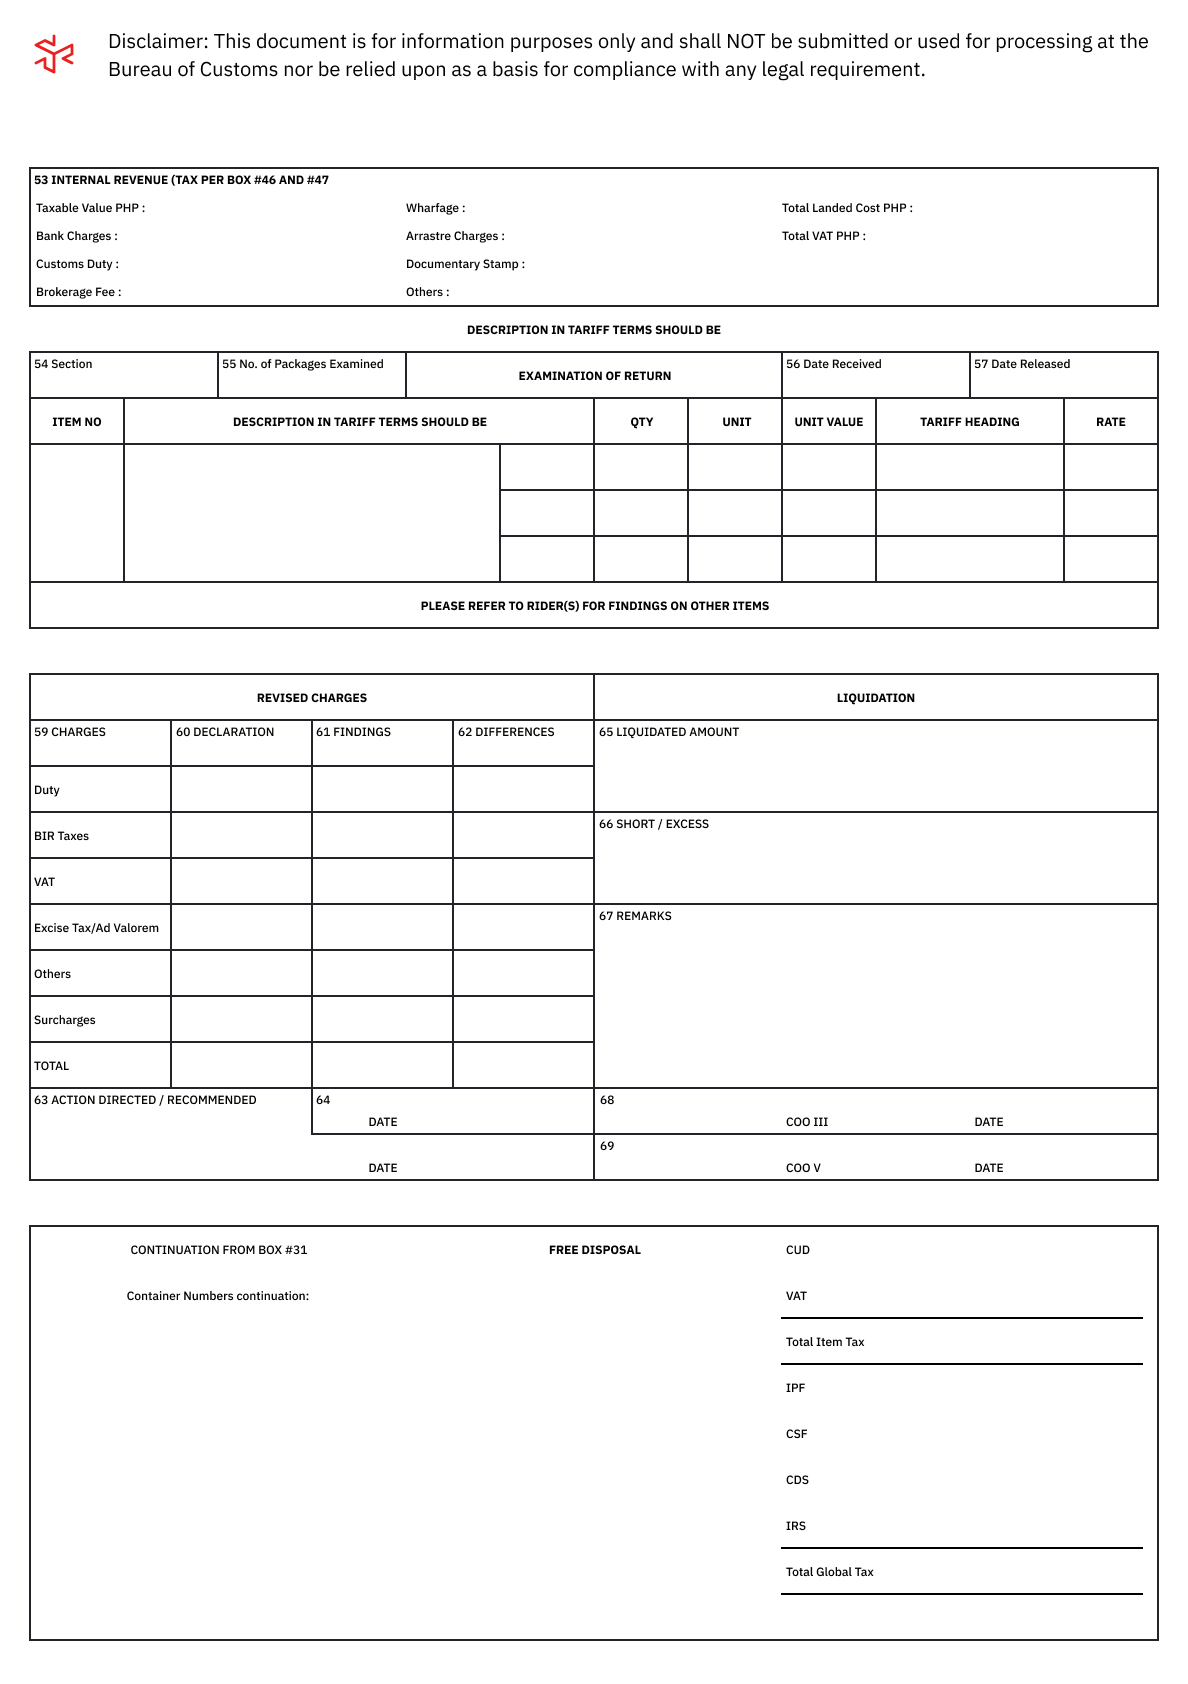 Disclaimer: This document is for information purposes only and shall NOT be submitted or used for processing at the
Bureau of Customs nor be relied upon as a basis for compliance with any legal requirement.
53 INTERNAL REVENUE (TAX PER BOX #46 AND #47
Taxable Value PHP : Wharfage : Total Landed Cost PHP :
Bank Charges : Arrastre Charges : Total VAT PHP :
Customs Duty : Documentary Stamp :
Brokerage Fee : Others :
DESCRIPTION IN TARIFF TERMS SHOULD BE
54 Section 55 No. of Packages Examined EXAMINATION OF RETURN 56 Date Received 57 Date Released
ITEM NO DESCRIPTION IN TARIFF TERMS SHOULD BE QTY UNIT UNIT VALUE TARIFF HEADING RATE
PLEASE REFER TO RIDER(S) FOR FINDINGS ON OTHER ITEMS
REVISED CHARGES LIQUIDATION
59 CHARGES 60 DECLARATION 61 FINDINGS 62 DIFFERENCES 65 LIQUIDATED AMOUNT
Duty
BIR Taxes 66 SHORT / EXCESS
VAT
Excise Tax/Ad Valorem 67 REMARKS
Others
Surcharges
TOTAL
63 ACTION DIRECTED / RECOMMENDED 64 68
DATE COO III DATE
69
DATE COO V DATE
CONTINUATION FROM BOX #31 FREE DISPOSAL CUD
Container Numbers continuation: VAT
Total Item Tax
IPF
CSF
CDS
IRS
Total Global Tax